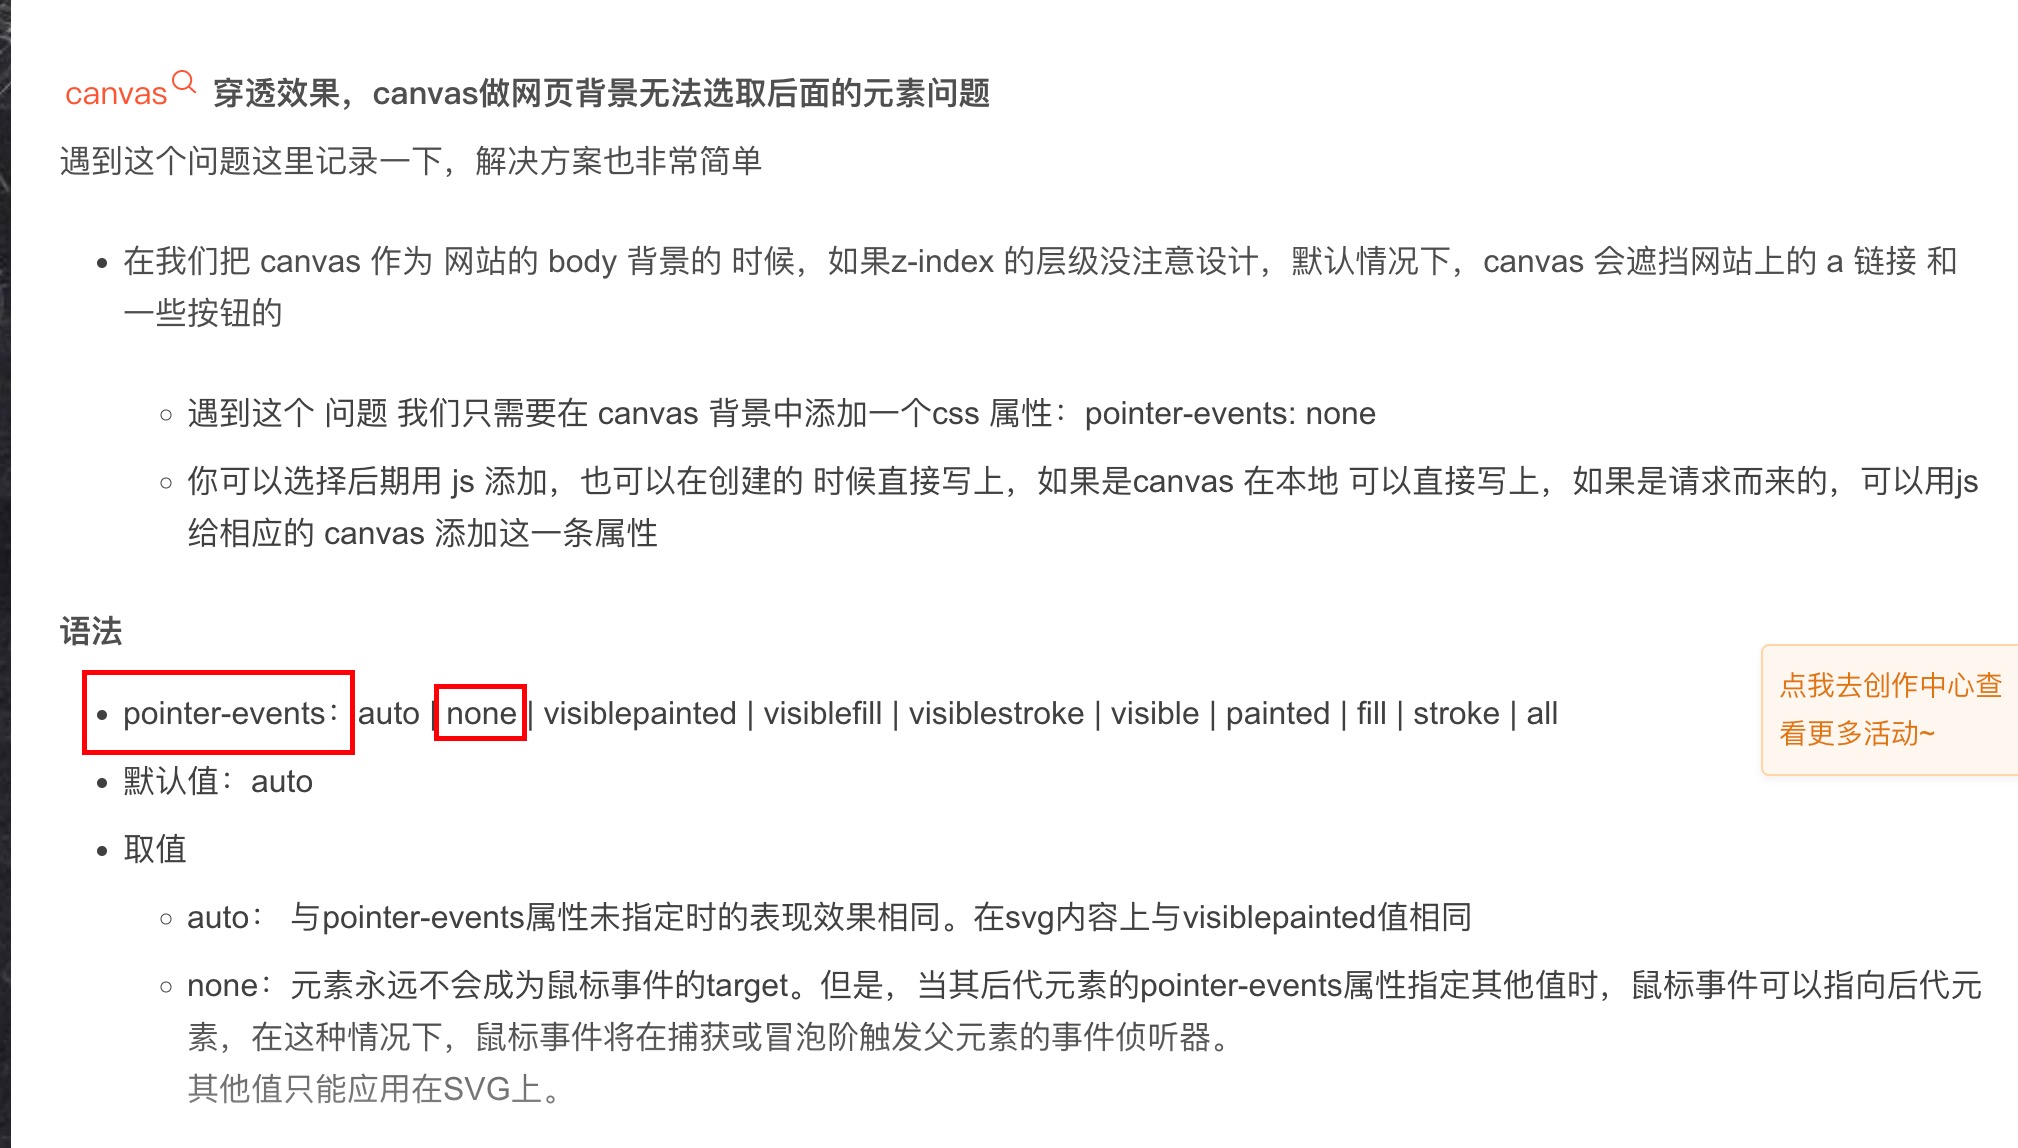 canvas 穿透效果，canvas做网页背景无法选取后面的元素问题
遇到这个问题这里记录一下，解决方案也非常简单
在我们把 canvas 作为 网站的 body 背景的 时候，如果z-index 的层级没注意设计，默认情况下，canvas 会遮挡网站上的 a 链接 和
一些按钮的
遇到这个 问题 我们只需要在 canvas 背景中添加一个css 属性：pointer-events: none
你可以选择后期用 js 添加，也可以在创建的 时候直接写上，如果是canvas 在本地 可以直接写上，如果是请求而来的，可以用js
给相应的 canvas 添加这一条属性
语法
pointer-events：auto | none | visiblepainted | visiblefill | visiblestroke | visible | painted | fill | stroke | all
点我去创作中心查
看更多活动~
默认值：auto
取值
auto： 与pointer-events属性未指定时的表现效果相同。在svg内容上与visiblepainted值相同
none：元素永远不会成为鼠标事件的target。但是，当其后代元素的pointer-events属性指定其他值时，鼠标事件可以指向后代元
素，在这种情况下，鼠标事件将在捕获或冒泡阶触发父元素的事件侦听器。
其他值只能应用在SVG上。